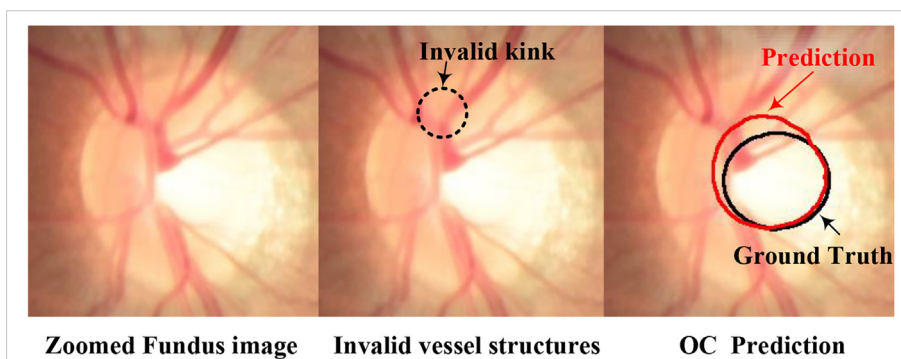 Invalid kink
Prediction
Ground Truth
Zoomed Fundus image
Invalid vessel structures
OC Prediction